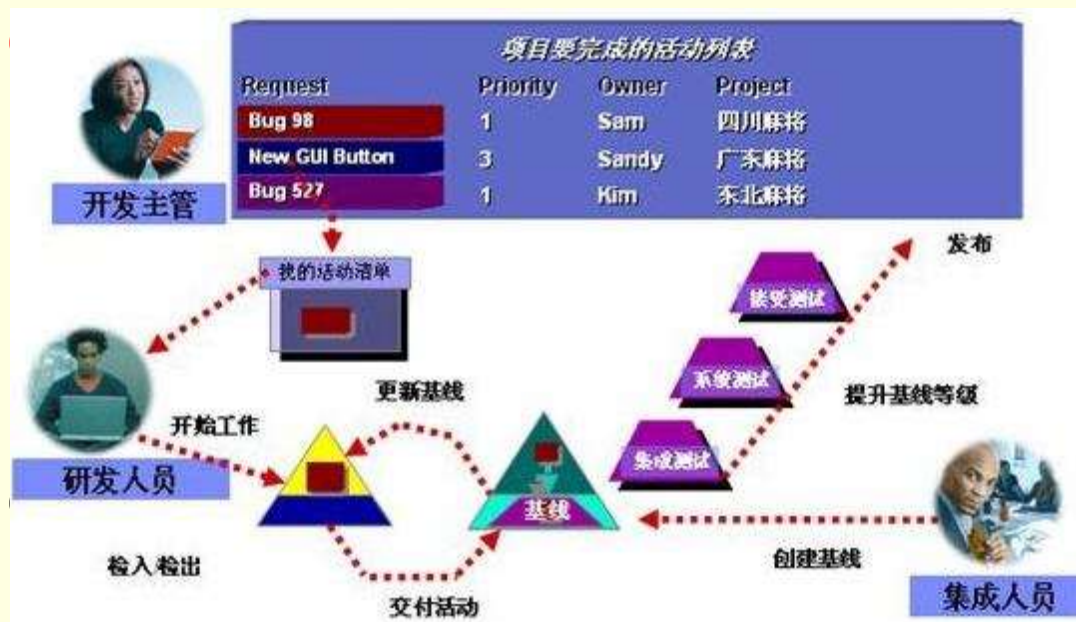 项目要完成的活动列表
Request Priority Owner Project
Bug 98 1 Sam 四川麻将
New GUI Button 3 Sandy 广东麻将
Bug 527 1 Kim 东北麻将
开发主管
发布
我的活动清单
接受测试
系统测试
更新基线
提升基线等级
开始工作
集成测试
研发人员
基线
检入/检出
创建基线
交付活动
集成人员